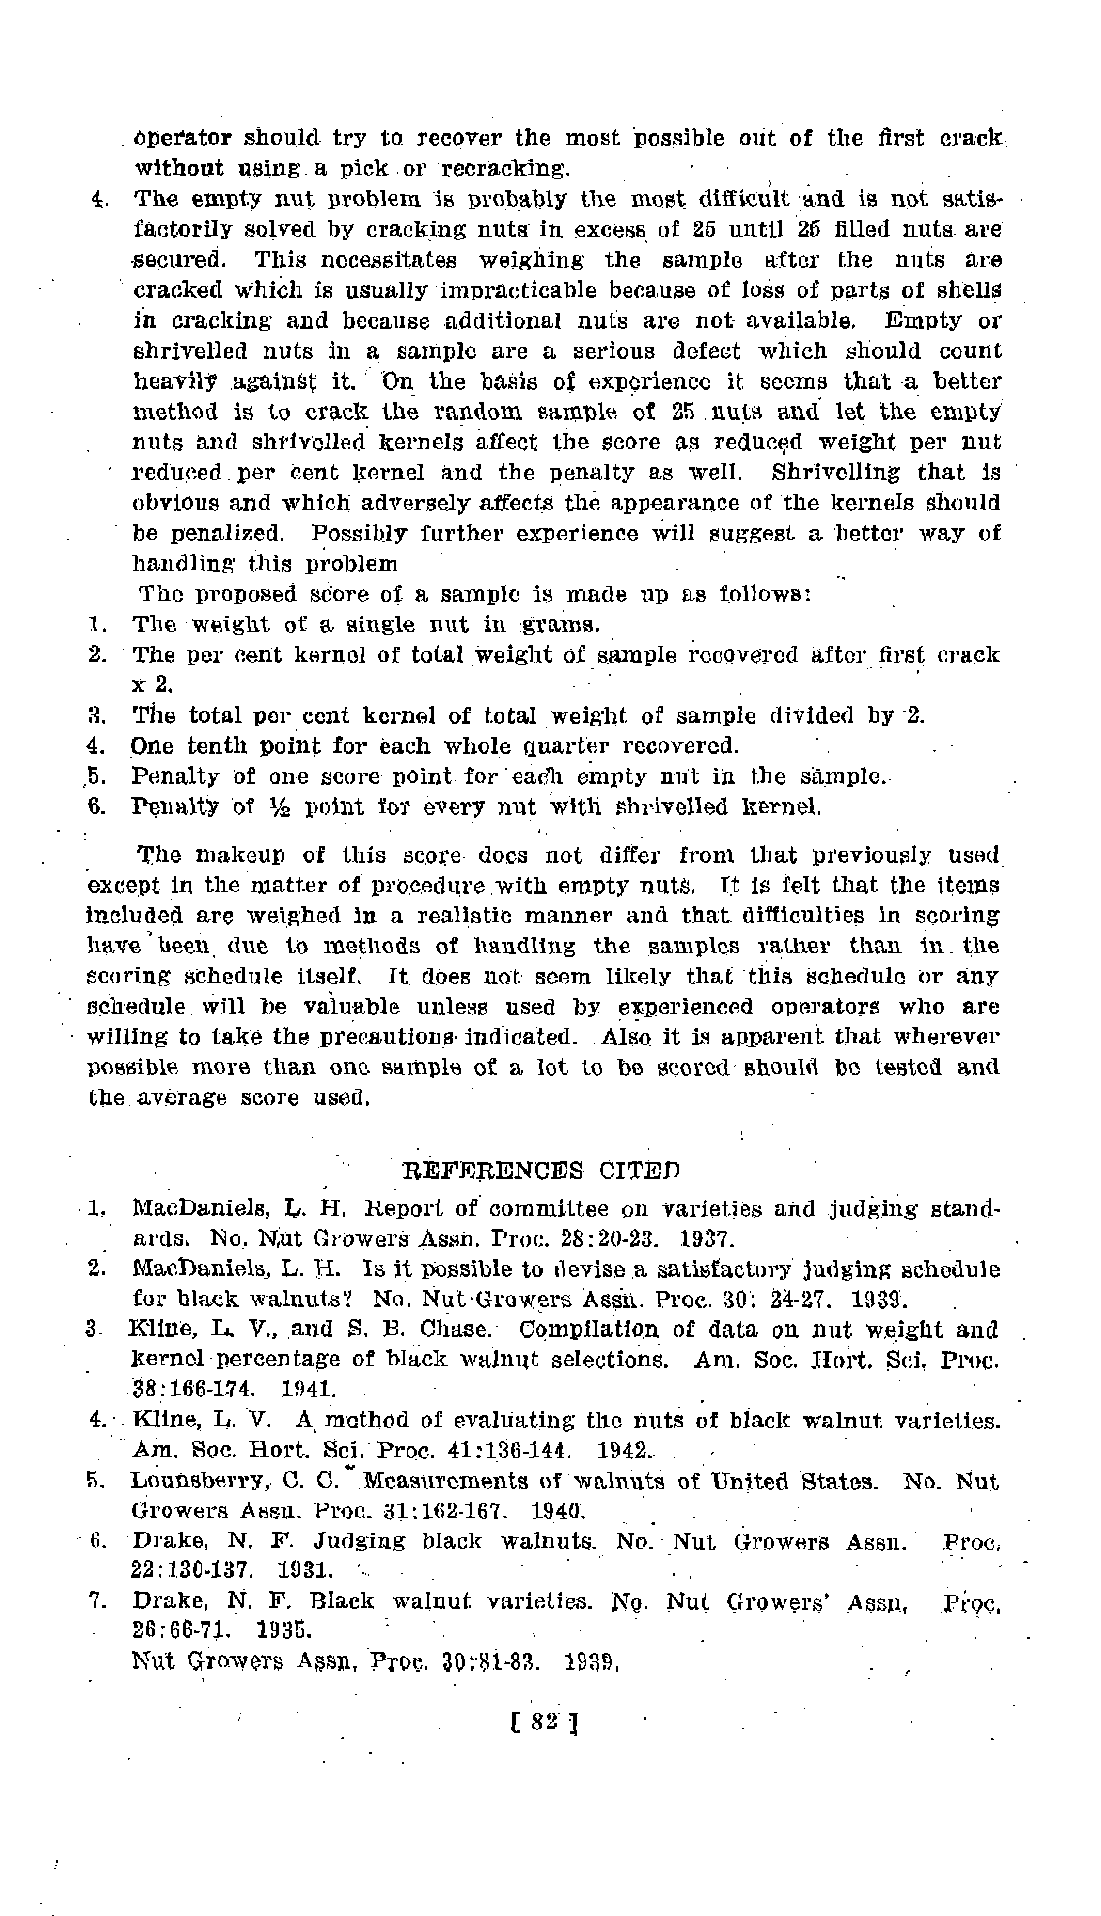 operator should try to recover the most possible out of the first crack
without using a pick or recracking.
4. The empty nut problem is probably the most difficult and is not satis-
factorily solved by cracking nuts in excess of 25 until 25 filled nuts are
secured. This necessitates weighing the sample after the nuts are
cracked which is usually impracticable because of loss of parts of shells
in cracking and because additional nuts are not available. Empty or
shrivelled nuts in a sample are a serious defect which should count
heavily against it. On the basis of experience it seems that a better
method is to crack the random sample of 25 nuts and let the empty
nuts and shrivelled kernels affect the score as reduced weight per nut
reduced per cent kernel and the penalty as well. Shrivelling that is
obvious and which adversely affects the appearance of the kernels should
be penalized. Possibly further experience will suggest a better way of
handling this problem
The proposed score of a sample is made up as follows:
1. The weight of a single nut in grams.
2. The per cent kernel of total weight of sample recovered after first crack
x 2.
3. The total per cent kernel of total weight of sample divided by 2.
4. One tenth point for each whole quarter recovered.
5. Penalty of one score point for each empty nut in the sample.
6. Penalty of ½ point for every nut with shrivelled kernel.
The makeup of this score does not differ from that previously used
except in the matter of procedure with empty nuts. It is felt that the items
included are weighed in a realistic manner and that difficulties in scoring
have been due to methods of handling the samples rather than in the
scoring schedule itself. It does not seem likely that this schedule or any
schedule will be valuable unless used by experienced operators who are
willing to take the precautions indicated. Also it is apparent that wherever
possible more than one sample of a lot to be scored should be tested and
the average score used.
REFERENCES CITED
1. MacDaniels, L. H. Report of committee on varieties and judging stand-
ards. No. Nut Growers Assn. Proc. 28:20-23. 1937.
2. MacDaniels, L. H. Is it possible to devise a satisfactory judging schedule
for black walnuts? No. Nut Growers Assn. Proc. 30: 24-27. 1939.
3. Kline, L. V., and S. B. Chase. Compilation of data on nut weight and
kernel percentage of black walnut selections. Am. Soc. Hort. Sci. Proc.
38:166-174. 1941.
4. Kline, L. V. A method of evaluating the nuts of black walnut varieties.
Am. Soc. Hort. Sci. Proc. 41:136-144. 1942.
5. Lounsberry, C. C. Measurements of walnuts of United States. No. Nut
Growers Assn. Proc. 31:162-167. 1940.
6. Drake, N. F. Judging black walnuts. No. Nut Growers Assn. Proc.
22:130-137. 1931.
7. Drake, N. F. Black walnut varieties. No. Nut Growers' Assn. Proc.
26:66-71. 1935.
Nut Growers Assn. Proc. 30:81-83. 1939.
[ 82 ]